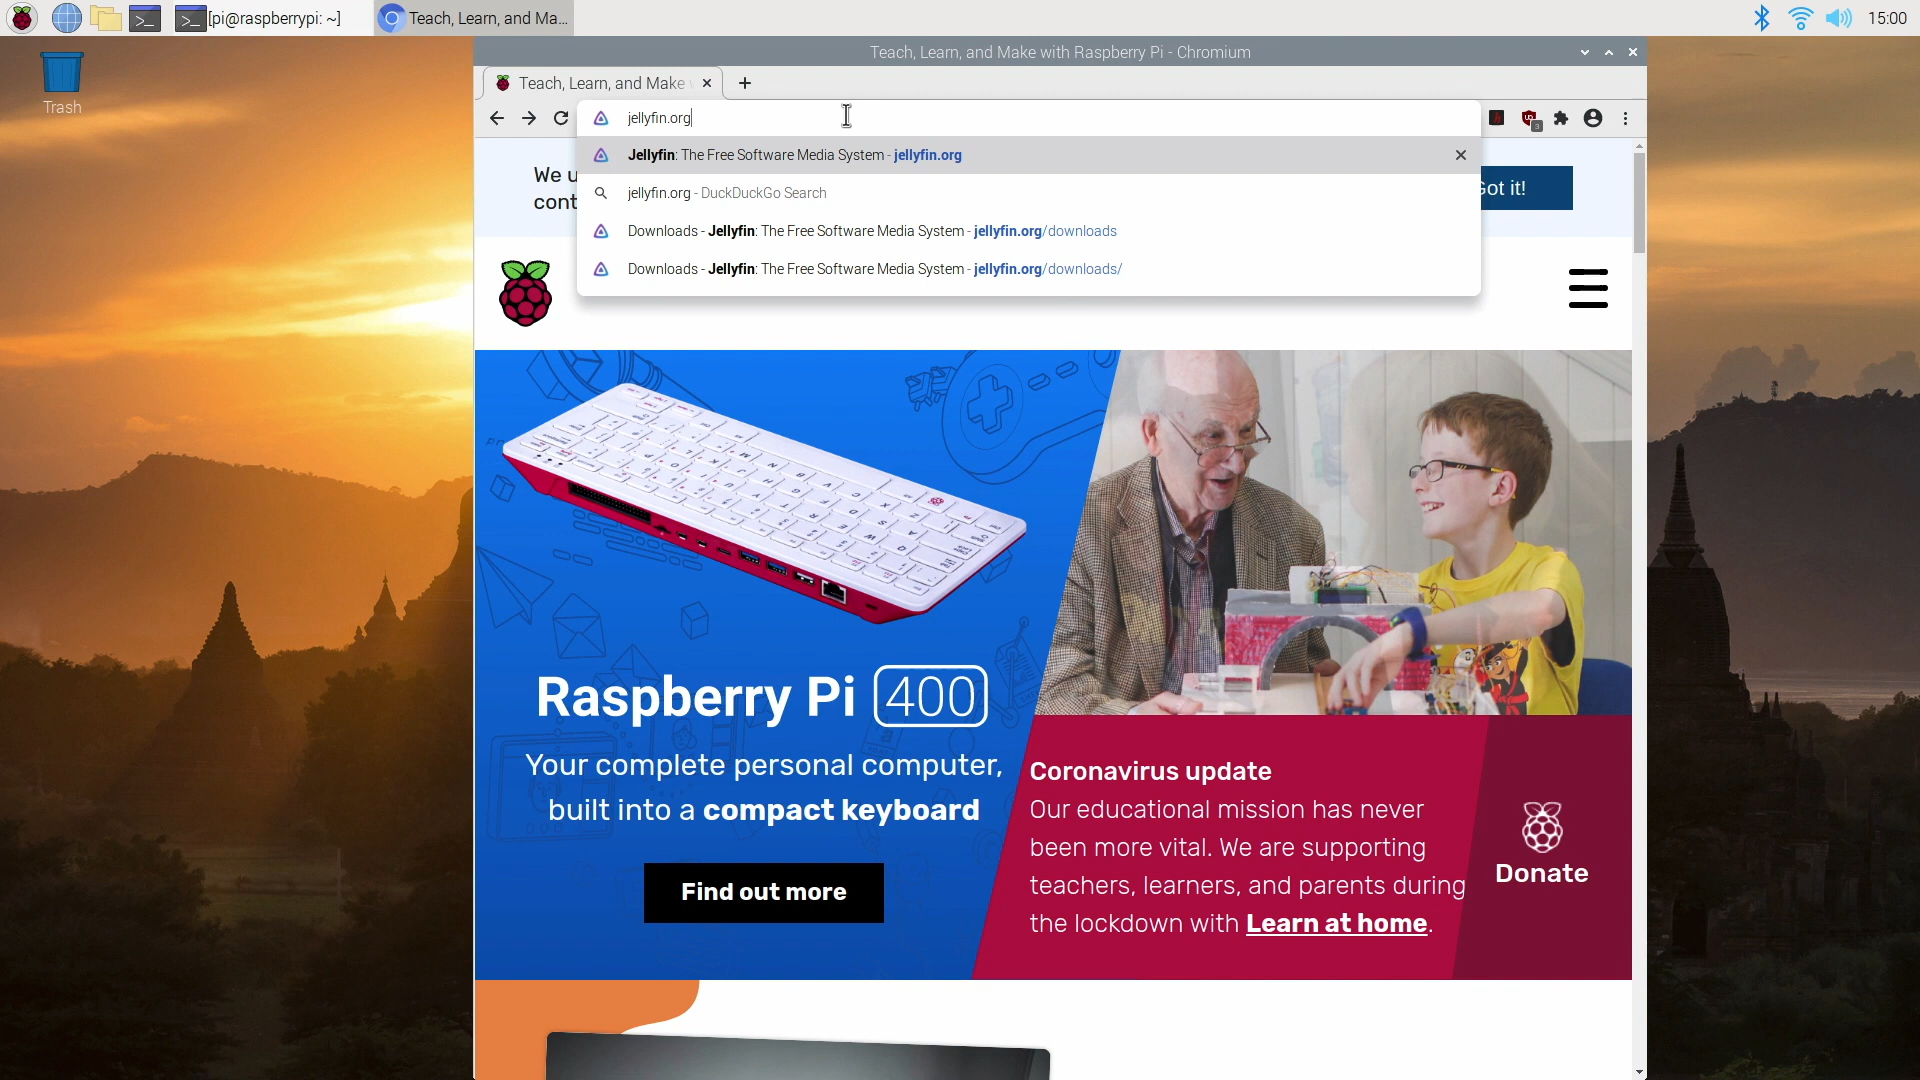 [pi@raspberrypi: ~]
Teach, Learn, and Ma...
15:00
Trash
Teach, Learn, and Make with Raspberry Pi - Chromium
Teach, Learn, and Make
jellyfin.org
Jellyfin: The Free Software Media System - jellyfin.org
jellyfin.org - DuckDuckGo Search
Downloads - Jellyfin: The Free Software Media System - jellyfin.org/downloads
Downloads - Jellyfin: The Free Software Media System - jellyfin.org/downloads/
3
We u
cont
Got it!
Raspberry Pi 400
Your complete personal computer,
built into a compact keyboard
Find out more
Coronavirus update
Our educational mission has never
been more vital. We are supporting
teachers, learners, and parents during
the lockdown with Learn at home.
Donate